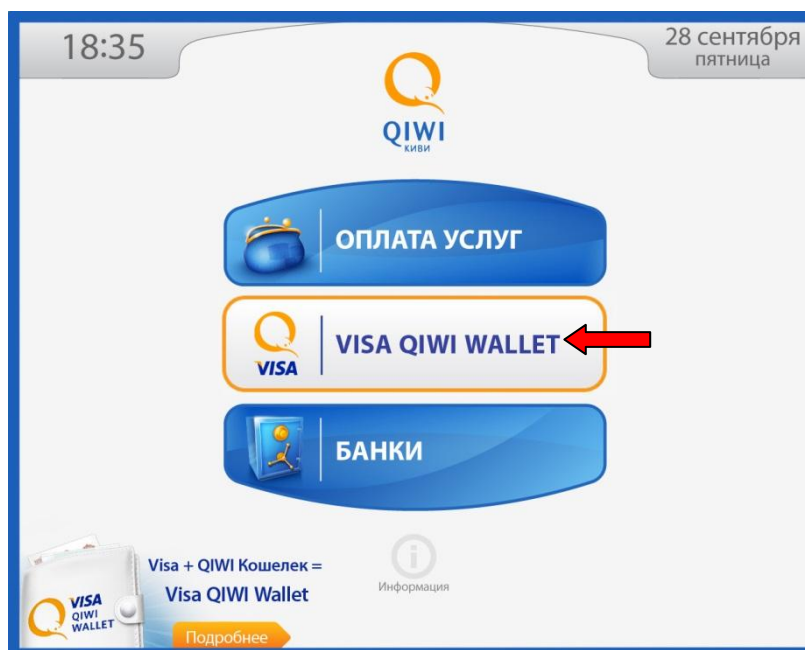 18:35
28 сентября
пятница
QIWI
КИВИ
ОПЛАТА УСЛУГ
VISA
VISA QIWI WALLET
БАНКИ
Visa + QIWI Кошелек =
Visa QIWI Wallet
VISA
QIWI
WALLET
Подробнее
Информация